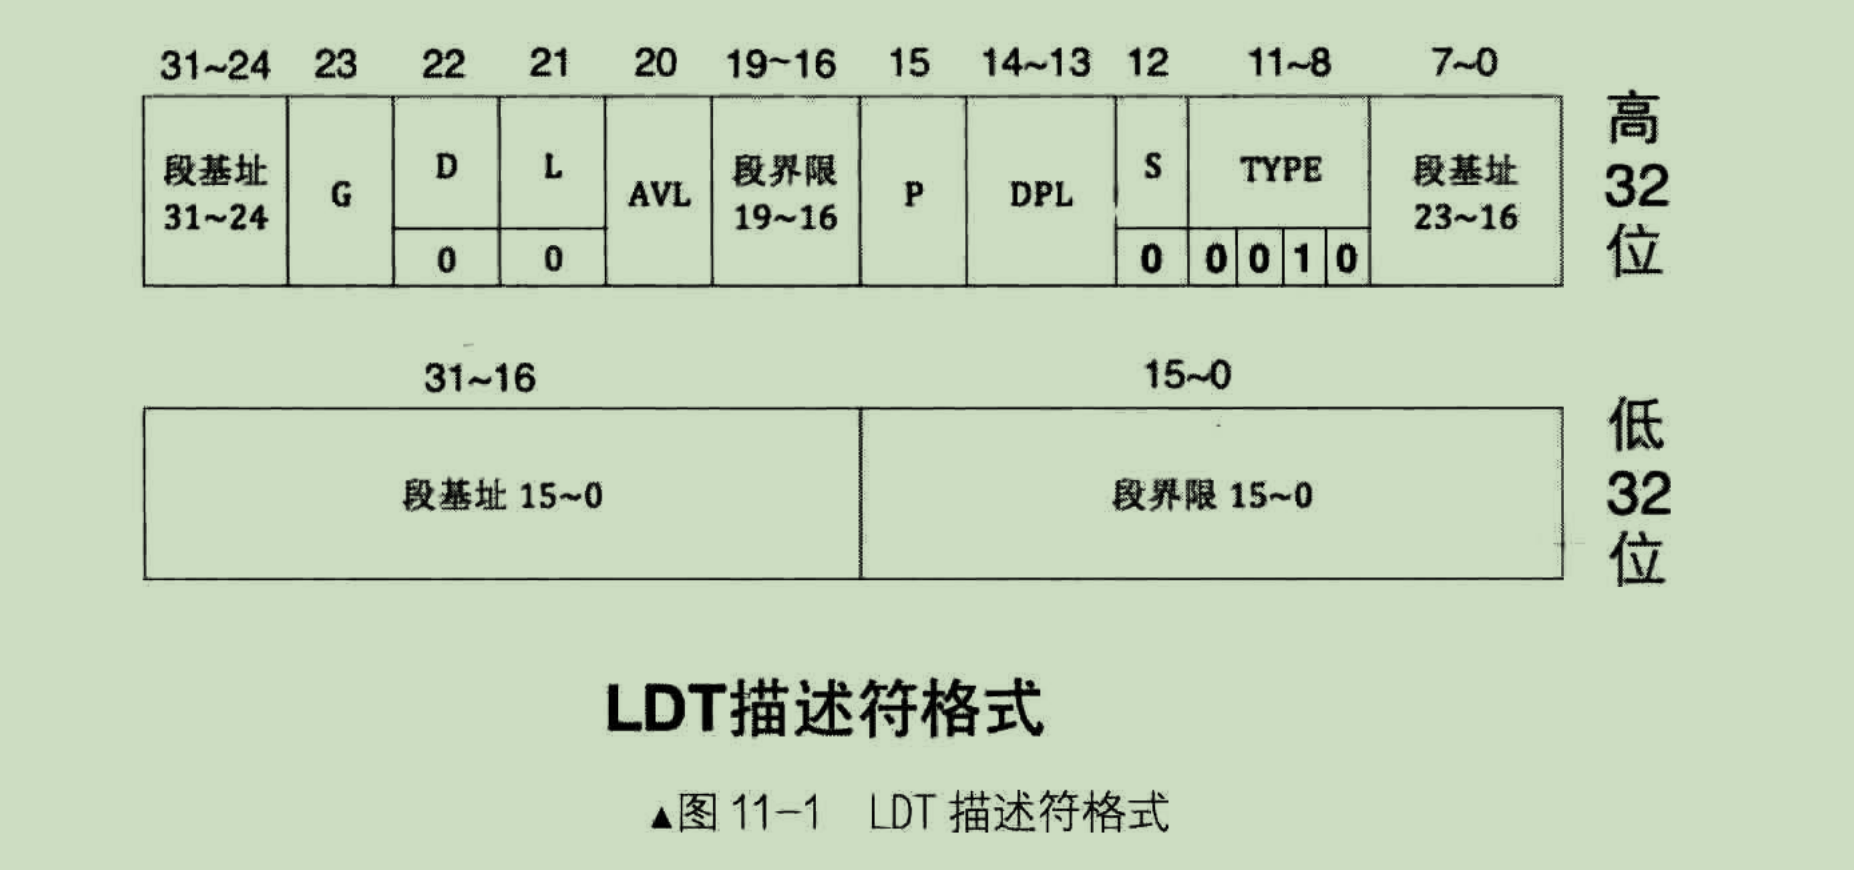 31~24 23 22 21 20 19~16 15 14~13 12 11~8 7~0
段基址 31~24 G D L AVL 段界限 19~16 P DPL S TYPE 段基址 23~16
0 0 0 0 0 1 0
高32位
31~16 15~0
段基址 15~0 段界限 15~0
低32位
LDT描述符格式
▲图 11-1 LDT 描述符格式